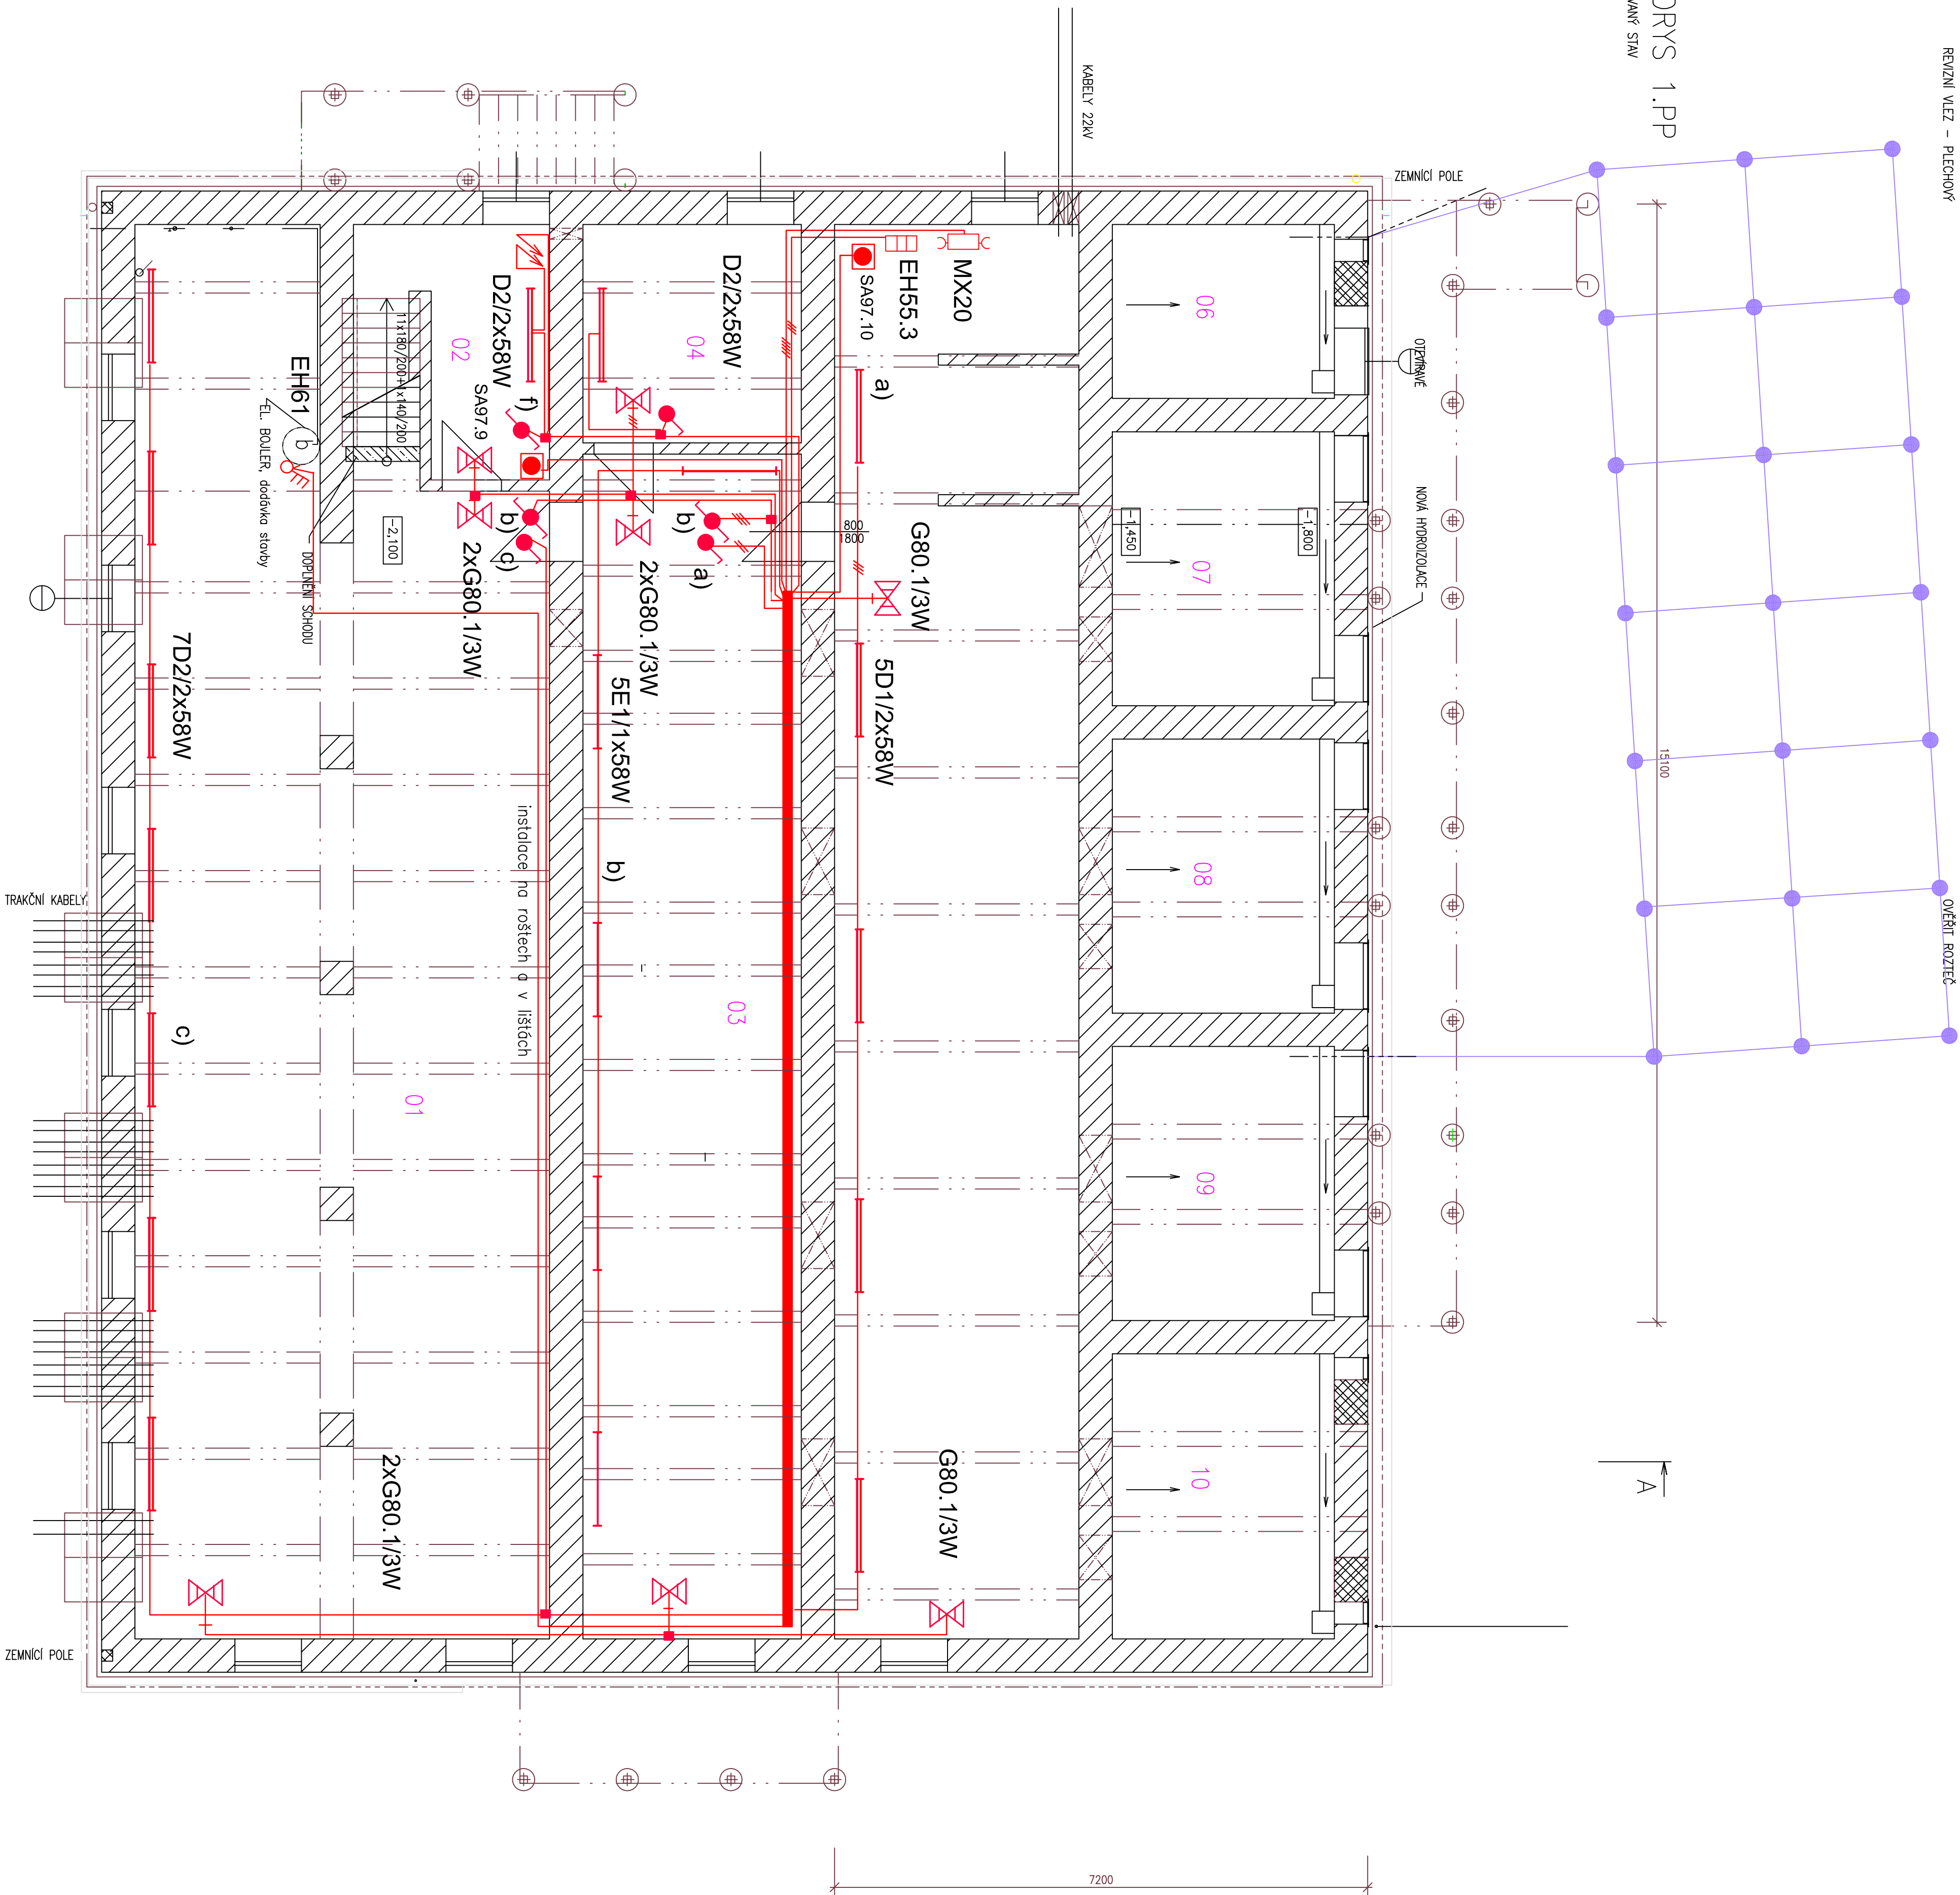 REVIZNÍ VLEZ - PLECHOVÝ
OVĚŘIT ROZTEČ
1.PP
STAV
15100
A
KABELY 22kV
ZEMNÍCÍ POLE
OTEVÍRAVÉ
NOVÁ HYDROIZOLACE
-1,800
-1,450
06
07
08
09
10
MX20
EH55.3
SA97.10
a)
G80.1/3W
5D1/2x58W
G80.1/3W
800
1800
D2/2x58W
04
b)
a)
2xG80.1/3W
5E1/1x58W
b)
03
D2/2x58W
f)
SA97.9
02
b)
c)
2xG80.1/3W
instalace na roštech a v lištách
11x180/200+1x140/200
-2,100
01
2xG80.1/3W
EH61
b
EL. BOJLER, dodávka stavby
DOPLNĚNÍ SCHODU
7D2/2x58W
c)
TRAKČNÍ KABELY
ZEMNÍCÍ POLE
7200